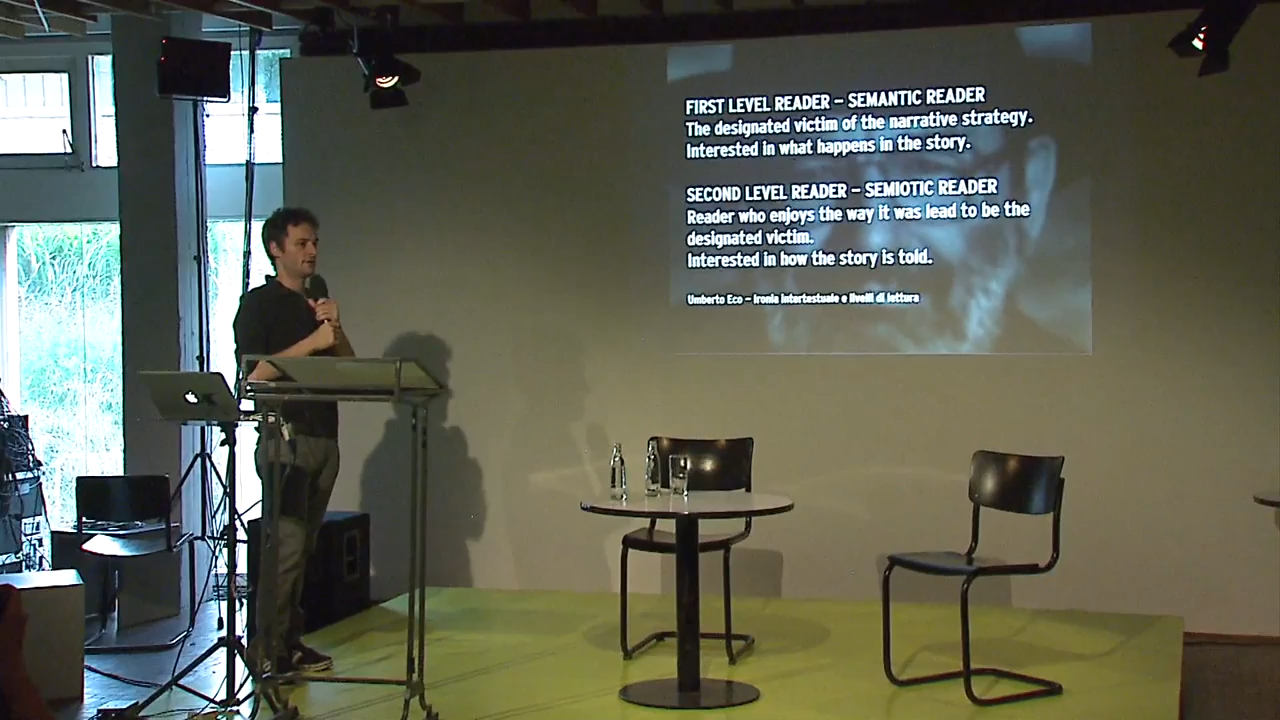 FIRST LEVEL READER – SEMANTIC READER
The designated victim of the narrative strategy.
Interested in what happens in the story.
SECOND LEVEL READER – SEMIOTIC READER
Reader who enjoys the way it was lead to be the
designated victim.
Interested in how the story is told.
Umberto Eco – Ironia intertestuale e livelli di lettura